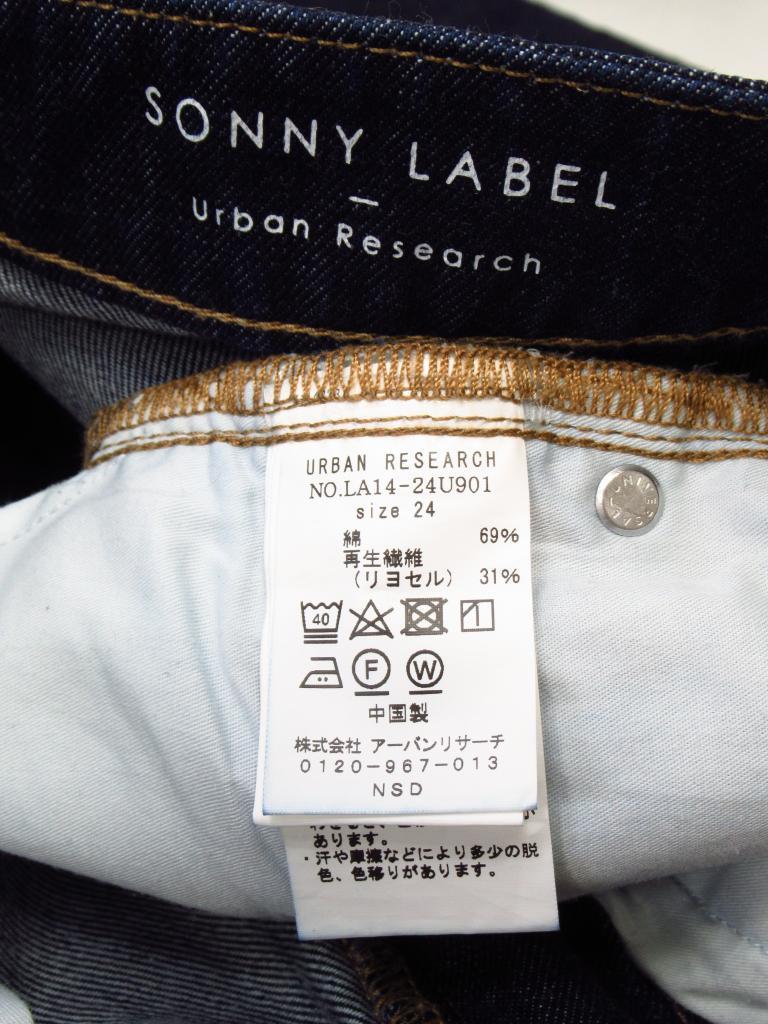 SONNY LABEL
—
Urban Research
URBAN RESEARCH
NO.LA14-24U901
size 24
綿 69%
再生繊維
(リヨセル) 31%
40
F W
中国製
株式会社 アーバンリサーチ
0120-967-013
NSD
あります。
・汗や摩擦などにより多少の脱
色、色移りがあります。